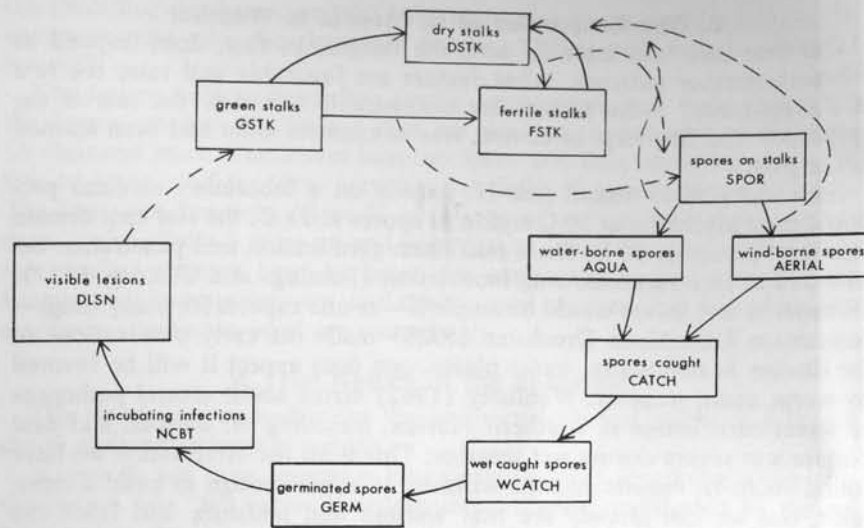 dry stalks
DSTK
green stalks
GSTK
fertile stalks
FSTK
spores on stalks
SPOR
water-borne spores
AQUA
wind-borne spores
AERIAL
visible lesions
DLSN
spores caught
CATCH
incubating infections
NCBT
wet caught spores
WCATCH
germinated spores
GERM